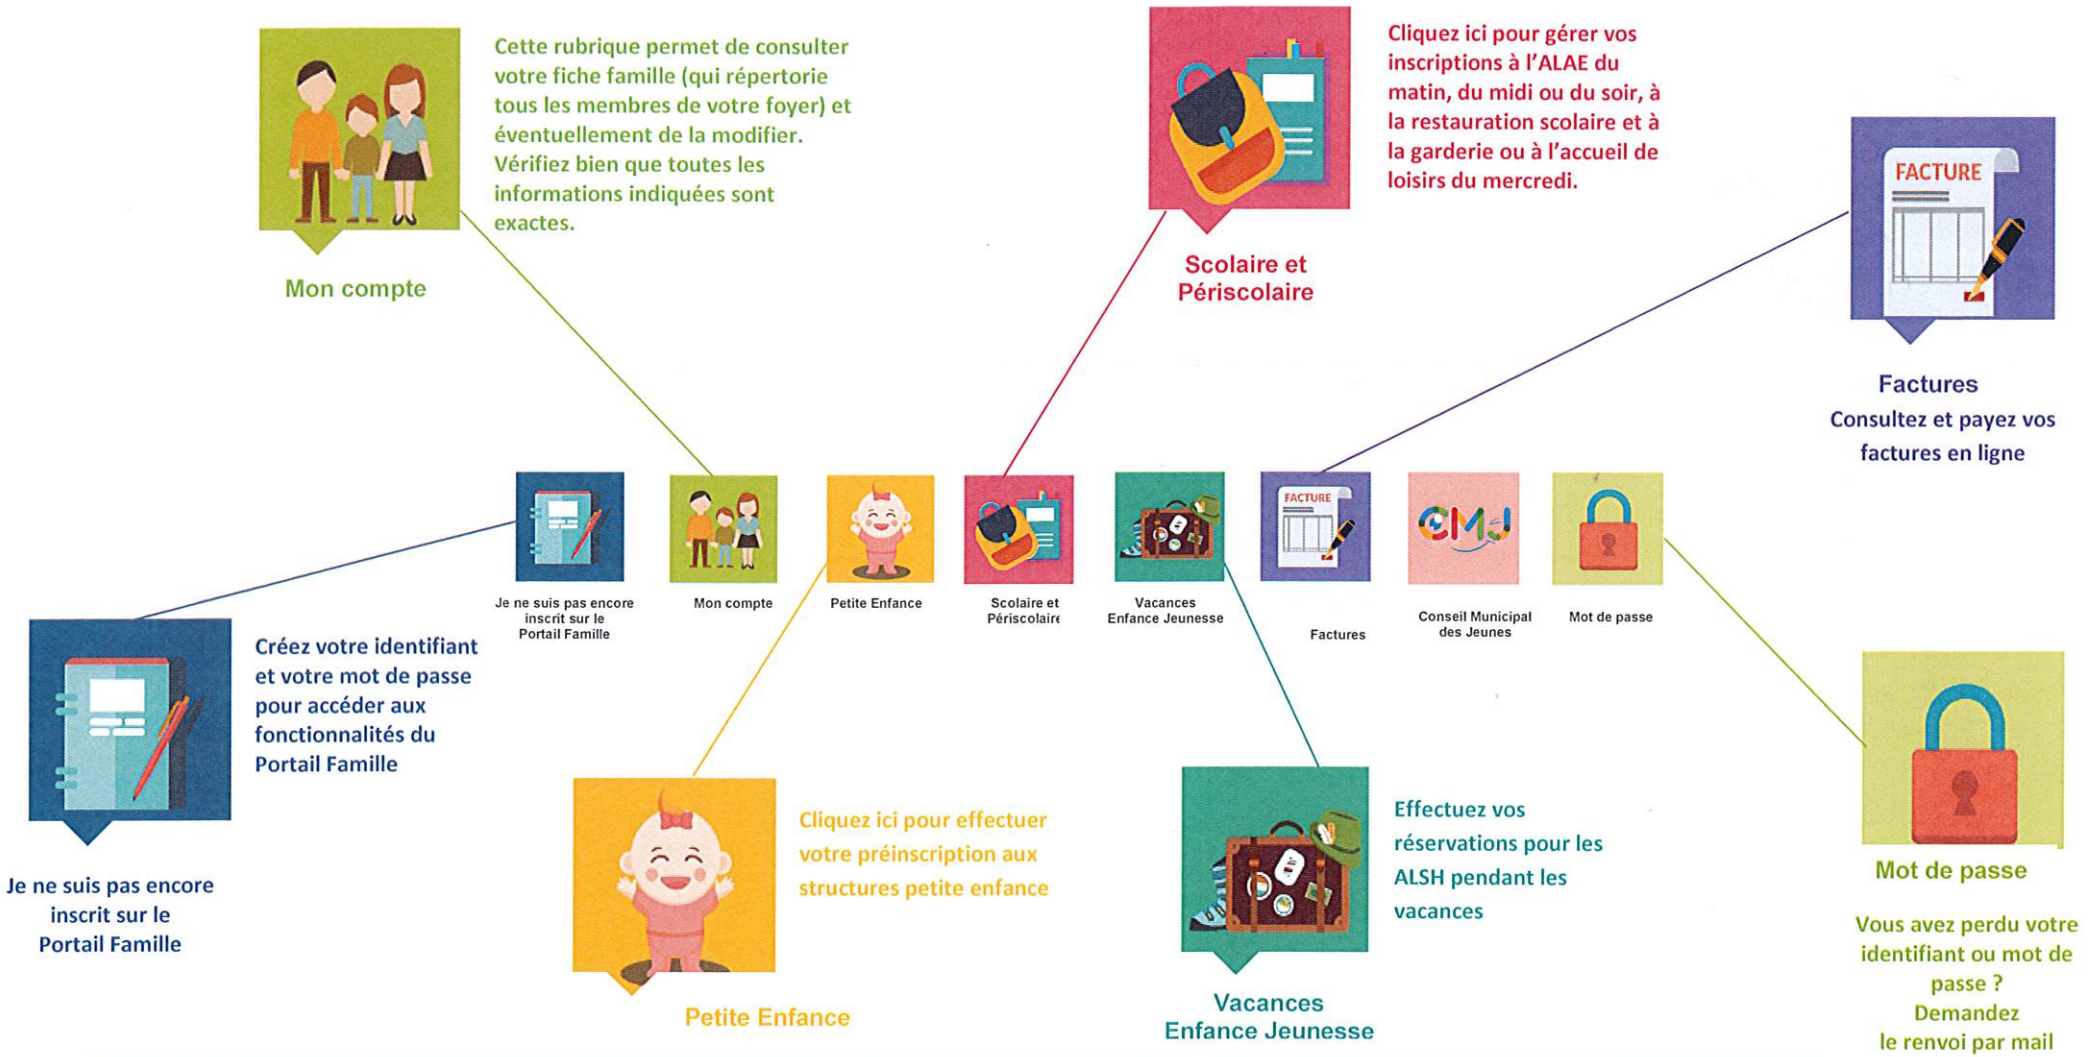 Cette rubrique permet de consulter
votre fiche famille (qui répertorie
tous les membres de votre foyer) et
éventuellement de la modifier.
Vérifiez bien que toutes les
informations indiquées sont
exactes.
Mon compte
Cliquez ici pour gérer vos
inscriptions à l'ALAE du
matin, du midi ou du soir, à
la restauration scolaire et à
la garderie ou à l'accueil de
loisirs du mercredi.
Scolaire et
Périscolaire
FACTURE
Factures
Consultez et payez vos
factures en ligne
FACTURE
CMJ
Je ne suis pas encore
inscrit sur le
Portail Famille
Mon compte
Petite Enfance
Scolaire et
Périscolaire
Vacances
Enfance Jeunesse
Factures
Conseil Municipal
des Jeunes
Mot de passe
Créez votre identifiant
et votre mot de passe
pour accéder aux
fonctionnalités du
Portail Famille
Je ne suis pas encore
inscrit sur le
Portail Famille
Cliquez ici pour effectuer
votre préinscription aux
structures petite enfance
Petite Enfance
Effectuez vos
réservations pour les
ALSH pendant les
vacances
Vacances
Enfance Jeunesse
Mot de passe
Vous avez perdu votre
identifiant ou mot de
passe ?
Demandez
le renvoi par mail